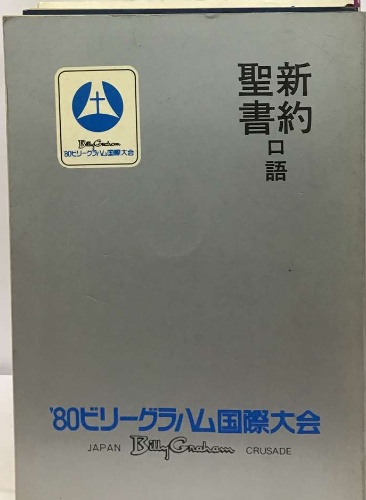 新約
聖書
口語
Billy Graham
'80ビリーグラハム国際大会
'80ビリーグラハム国際大会
JAPAN Billy Graham CRUSADE